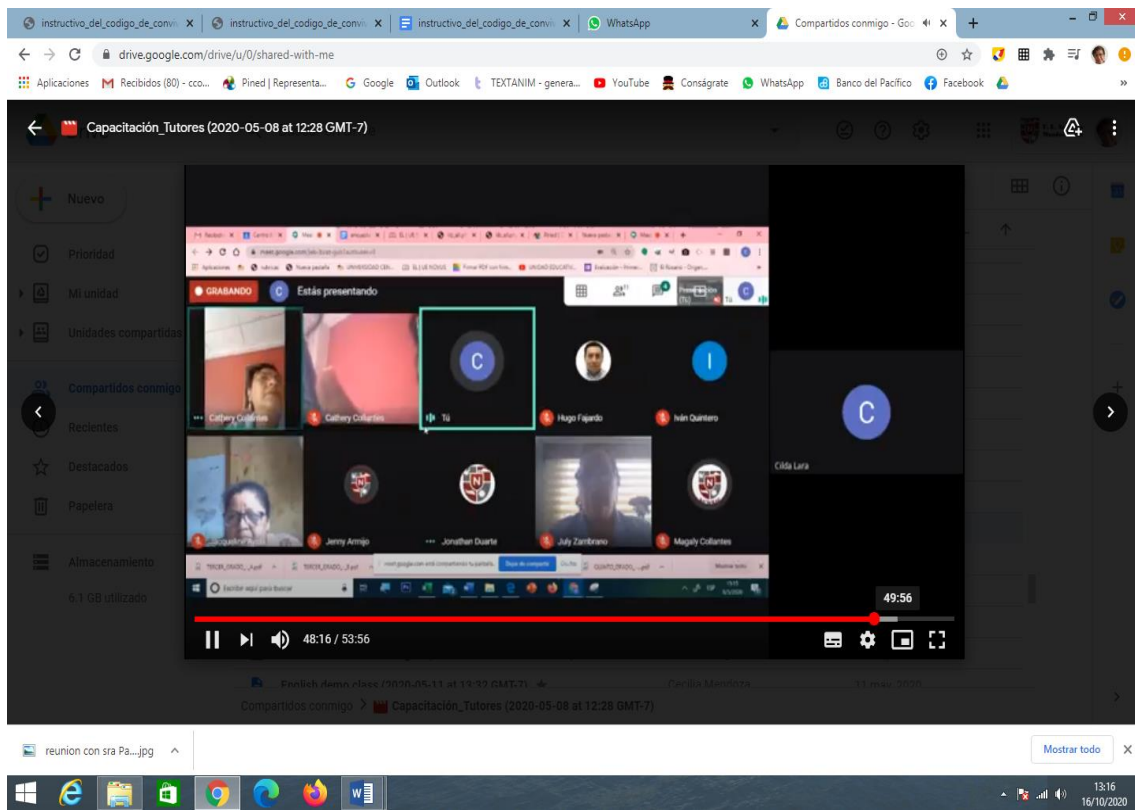 instructivo_del_codigo_de_convi
instructivo_del_codigo_de_convi
instructivo_del_codigo_de_convi
WhatsApp
Compartidos conmigo - Goo
drive.google.com/drive/u/0/shared-with-me
Aplicaciones
Recibidos (80) - cco...
Pined | Representa...
Google
Outlook
TEXTANIM - genera...
YouTube
Conságrate
WhatsApp
Banco del Pacífico
Facebook
»
Capacitación_Tutores (2020-05-08 at 12:28 GMT-7)
Nuevo
Prioridad
Mi unidad
Unidades compartidas
Compartidos conmigo
Recientes
Destacados
Papelera
Almacenamiento
6.1 GB utilizado
GRABANDO
C
Estás presentando
C
I
Cathery Collantes
Cathery Collantes
Tú
Hugo Fajardo
Iván Quintero
Jenny Armijo
Jonathan Duarte
July Zambrano
Magaly Collantes
C
Cilda Lara
Escribe aquí para buscar
49:56
48:16 / 53:56
English demo class (2020-05-11 at 13:32 GMT-7)
Cecilia Mendoza
11 may. 2020
Compartidos conmigo > Capacitación_Tutores (2020-05-08 at 12:28 GMT-7)
reunion con sra Pa....jpg
Mostrar todo
13:16
16/10/2020